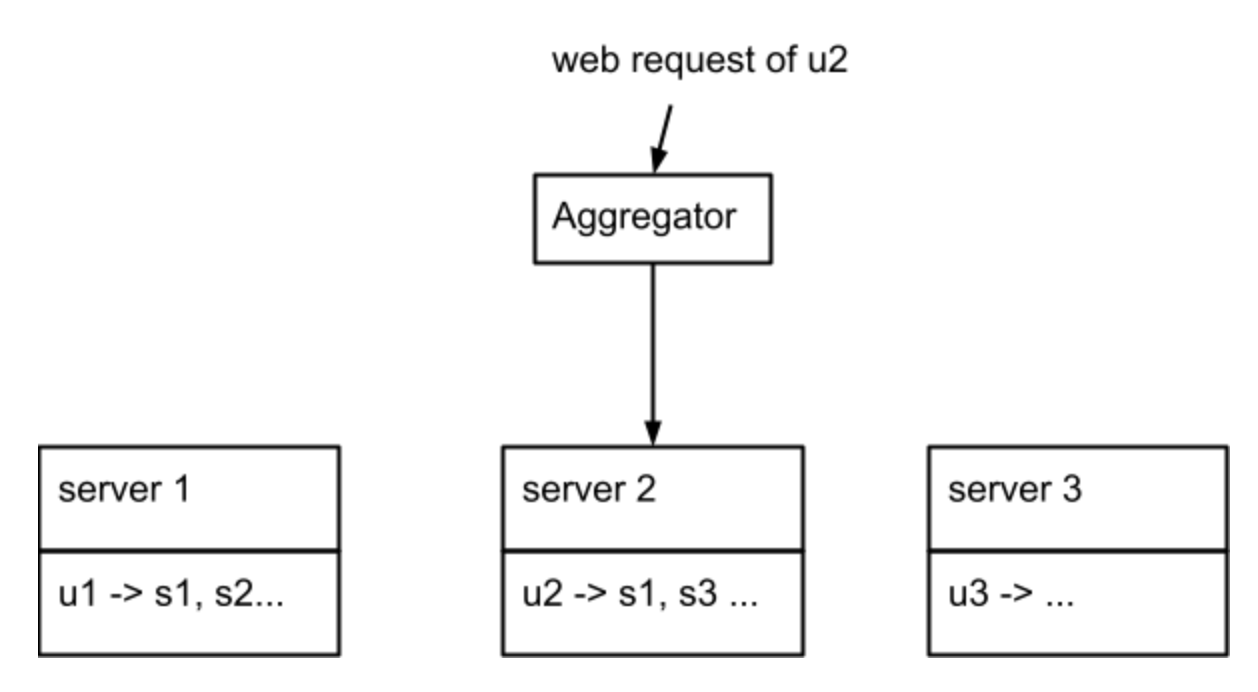 web request of u2
Aggregator
server 1
server 2
server 3
u1 -> s1, s2...
u2 -> s1, s3 ...
u3 -> ...